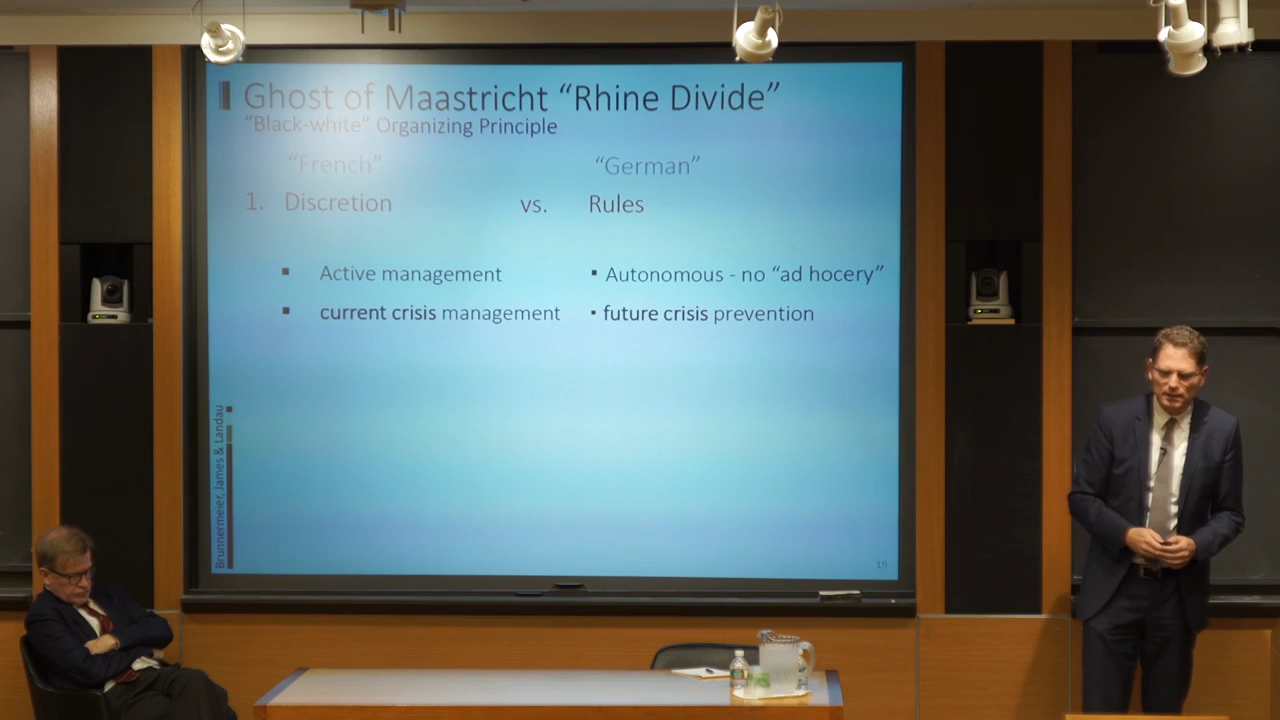 Ghost of Maastricht “Rhine Divide”
“Black-white” Organizing Principle
“French” “German”
1. Discretion vs. Rules
▪ Active management ▪ Autonomous - no “ad hocery”
▪ current crisis management ▪ future crisis prevention
Brunnermeier, James & Landau
19